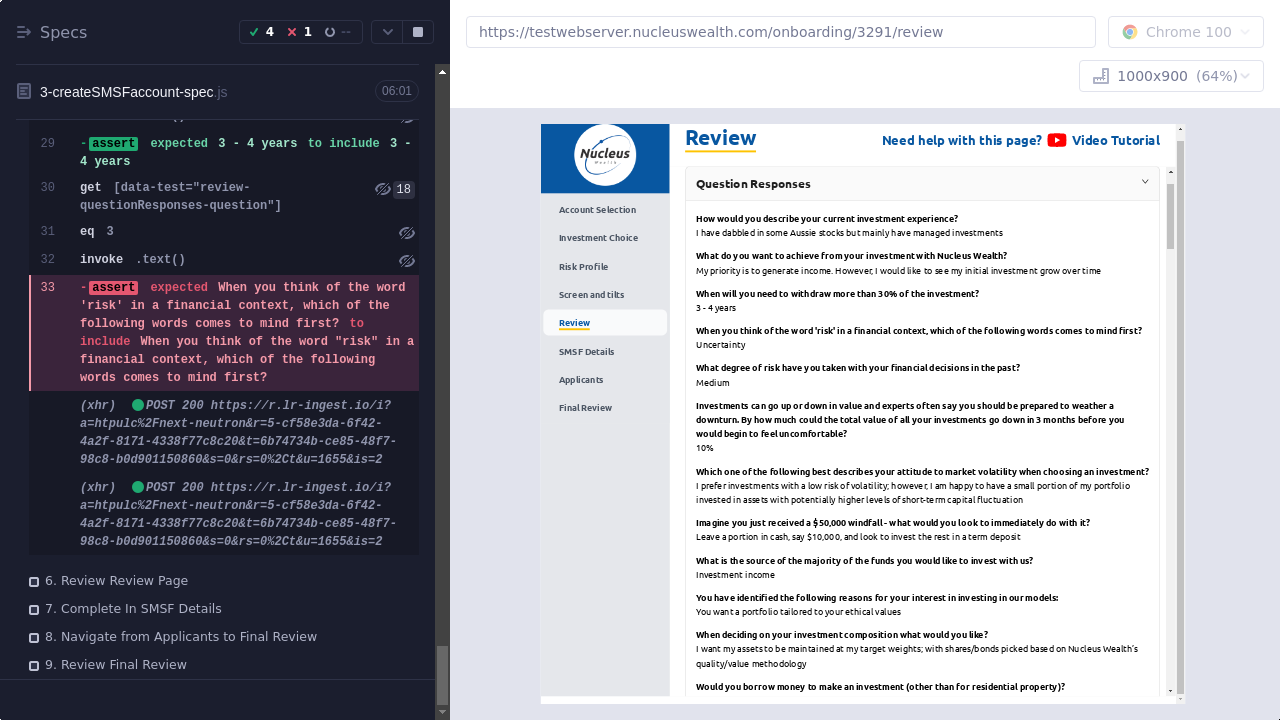 Specs
4
1
--
3-createSMSFaccount-spec.js
06:01
29 -assert expected 3 - 4 years to include 3 -
4 years
30 get [data-test="review-
questionResponses-question"]
18
31 eq 3
32 invoke .text()
33 -assert expected When you think of the word
'risk' in a financial context, which of the
following words comes to mind first? to
include When you think of the word "risk" in a
financial context, which of the following
words comes to mind first?
(xhr) POST 200 https://r.lr-ingest.io/i?
a=htpulc%2Fnext-neutron&r=5-cf58e3da-6f42-
4a2f-8171-4338f77c8c20&t=6b74734b-ce85-48f7-
98c8-b0d901150860&s=0&rs=0%2Ct&u=1655&is=2
(xhr) POST 200 https://r.lr-ingest.io/i?
a=htpulc%2Fnext-neutron&r=5-cf58e3da-6f42-
4a2f-8171-4338f77c8c20&t=6b74734b-ce85-48f7-
98c8-b0d901150860&s=0&rs=0%2Ct&u=1655&is=2
6. Review Review Page
7. Complete In SMSF Details
8. Navigate from Applicants to Final Review
9. Review Final Review
https://testwebserver.nucleuswealth.com/onboarding/3291/review
Chrome 100
1000x900 (64%)
Nucleus
Wealth
Account Selection
Investment Choice
Risk Profile
Screen and tilts
Review
SMSF Details
Applicants
Final Review
Review
Need help with this page? Video Tutorial
Question Responses
How would you describe your current investment experience?
I have dabbled in some Aussie stocks but mainly have managed investments
What do you want to achieve from your investment with Nucleus Wealth?
My priority is to generate income. However, I would like to see my initial investment grow over time
When will you need to withdraw more than 30% of the investment?
3 - 4 years
When you think of the word 'risk' in a financial context, which of the following words comes to mind first?
Uncertainty
What degree of risk have you taken with your financial decisions in the past?
Medium
Investments can go up or down in value and experts often say you should be prepared to weather a
downturn. By how much could the total value of all your investments go down in 3 months before you
would begin to feel uncomfortable?
10%
Which one of the following best describes your attitude to market volatility when choosing an investment?
I prefer investments with a low risk of volatility; however, I am happy to have a small portion of my portfolio
invested in assets with potentially higher levels of short-term capital fluctuation
Imagine you just received a $50,000 windfall - what would you look to immediately do with it?
Leave a portion in cash, say $10,000, and look to invest the rest in a term deposit
What is the source of the majority of the funds you would like to invest with us?
Investment income
You have identified the following reasons for your interest in investing in our models:
You want a portfolio tailored to your ethical values
When deciding on your investment composition what would you like?
I want my assets to be maintained at my target weights; with shares/bonds picked based on Nucleus Wealth's
quality/value methodology
Would you borrow money to make an investment (other than for residential property)?